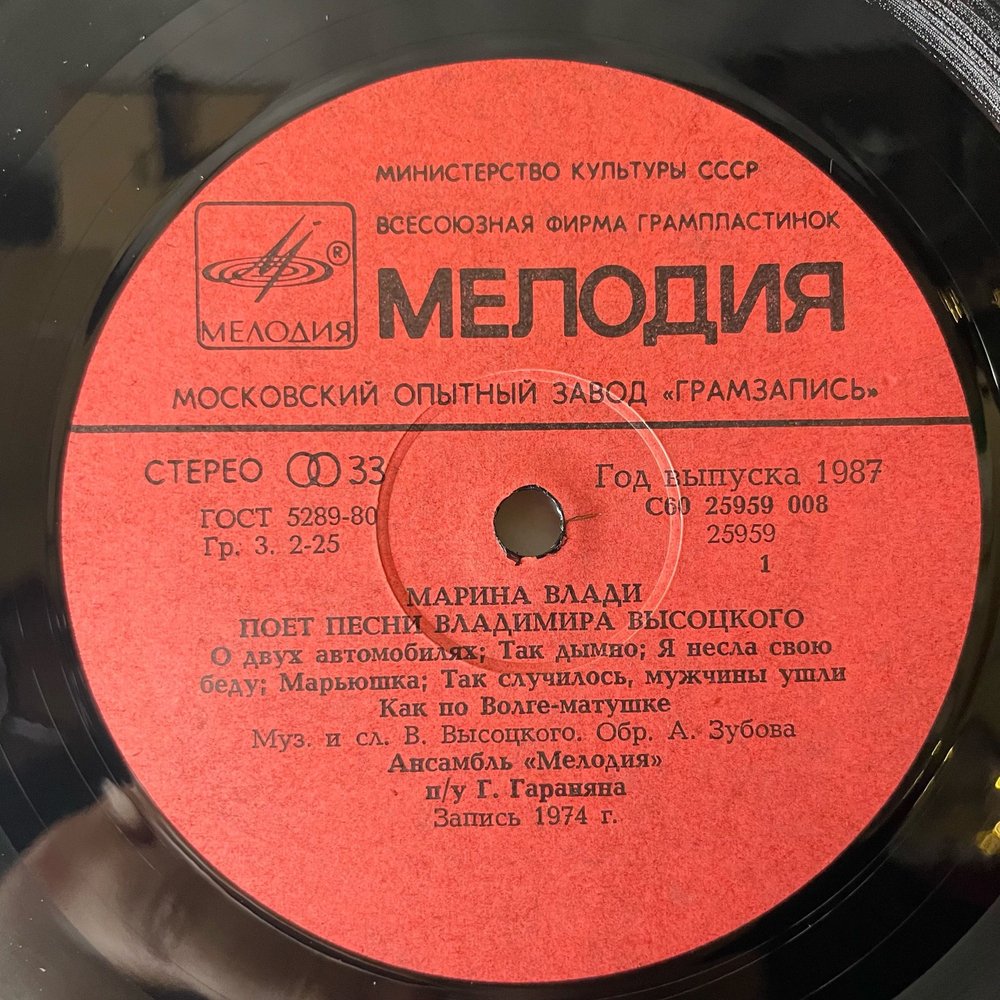 МИНИСТЕРСТВО КУЛЬТУРЫ СССР
ВСЕСОЮЗНАЯ ФИРМА ГРАМПЛАСТИНОК
®
МЕЛОДИЯ
МЕЛОДИЯ
МОСКОВСКИЙ ОПЫТНЫЙ ЗАВОД «ГРАМЗАПИСЬ»
СТЕРЕО 33
Год выпуска 1987
ГОСТ 5289-80
С60 25959 008
Гр. 3. 2-25
25959
1
МАРИНА ВЛАДИ
ПОЕТ ПЕСНИ ВЛАДИМИРА ВЫСОЦКОГО
О двух автомобилях; Так дымно; Я несла свою
беду; Марьюшка; Так случилось, мужчины ушли
Как по Волге-матушке
Муз. и сл. В. Высоцкого. Обр. А. Зубова
Ансамбль «Мелодия»
п/у Г. Гараняна
Запись 1974 г.